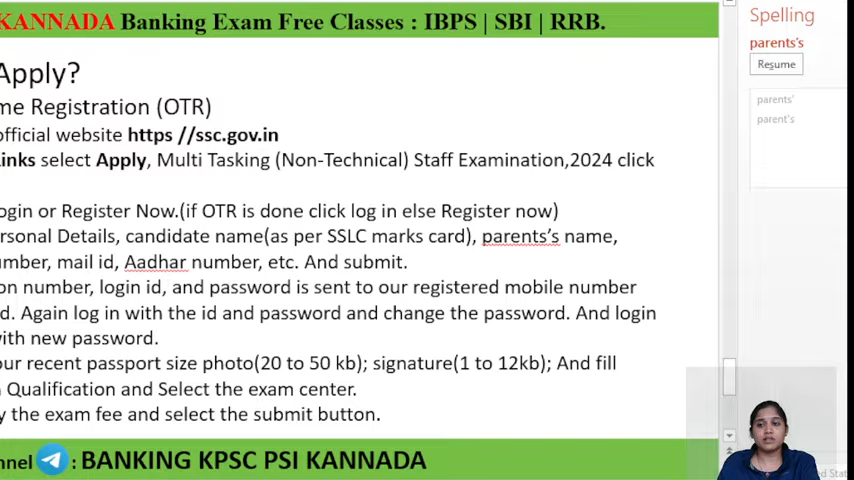 KANNADA Banking Exam Free Classes : IBPS | SBI | RRB.
Apply?
me Registration (OTR)
official website https //ssc.gov.in
Links select Apply, Multi Tasking (Non-Technical) Staff Examination,2024 click
ogin or Register Now.(if OTR is done click log in else Register now)
ersonal Details, candidate name(as per SSLC marks card), parents’s name,
umber, mail id, Aadhar number, etc. And submit.
on number, login id, and password is sent to our registered mobile number
d. Again log in with the id and password and change the password. And login
with new password.
our recent passport size photo(20 to 50 kb); signature(1 to 12kb); And fill
Qualification and Select the exam center.
y the exam fee and select the submit button.
nnel : BANKING KPSC PSI KANNADA
Spelling
parents's
Resume
parents'
parent's
d Stat